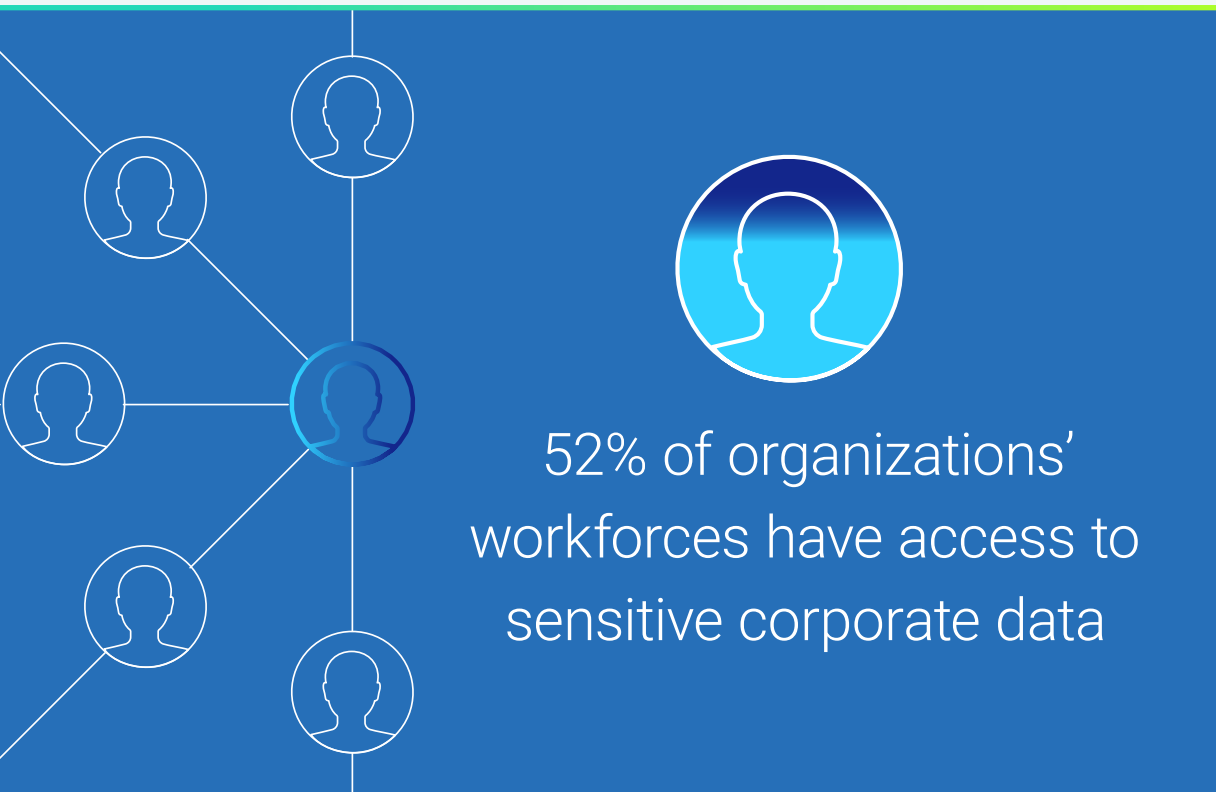 52% of organizations’
workforces have access to
sensitive corporate data